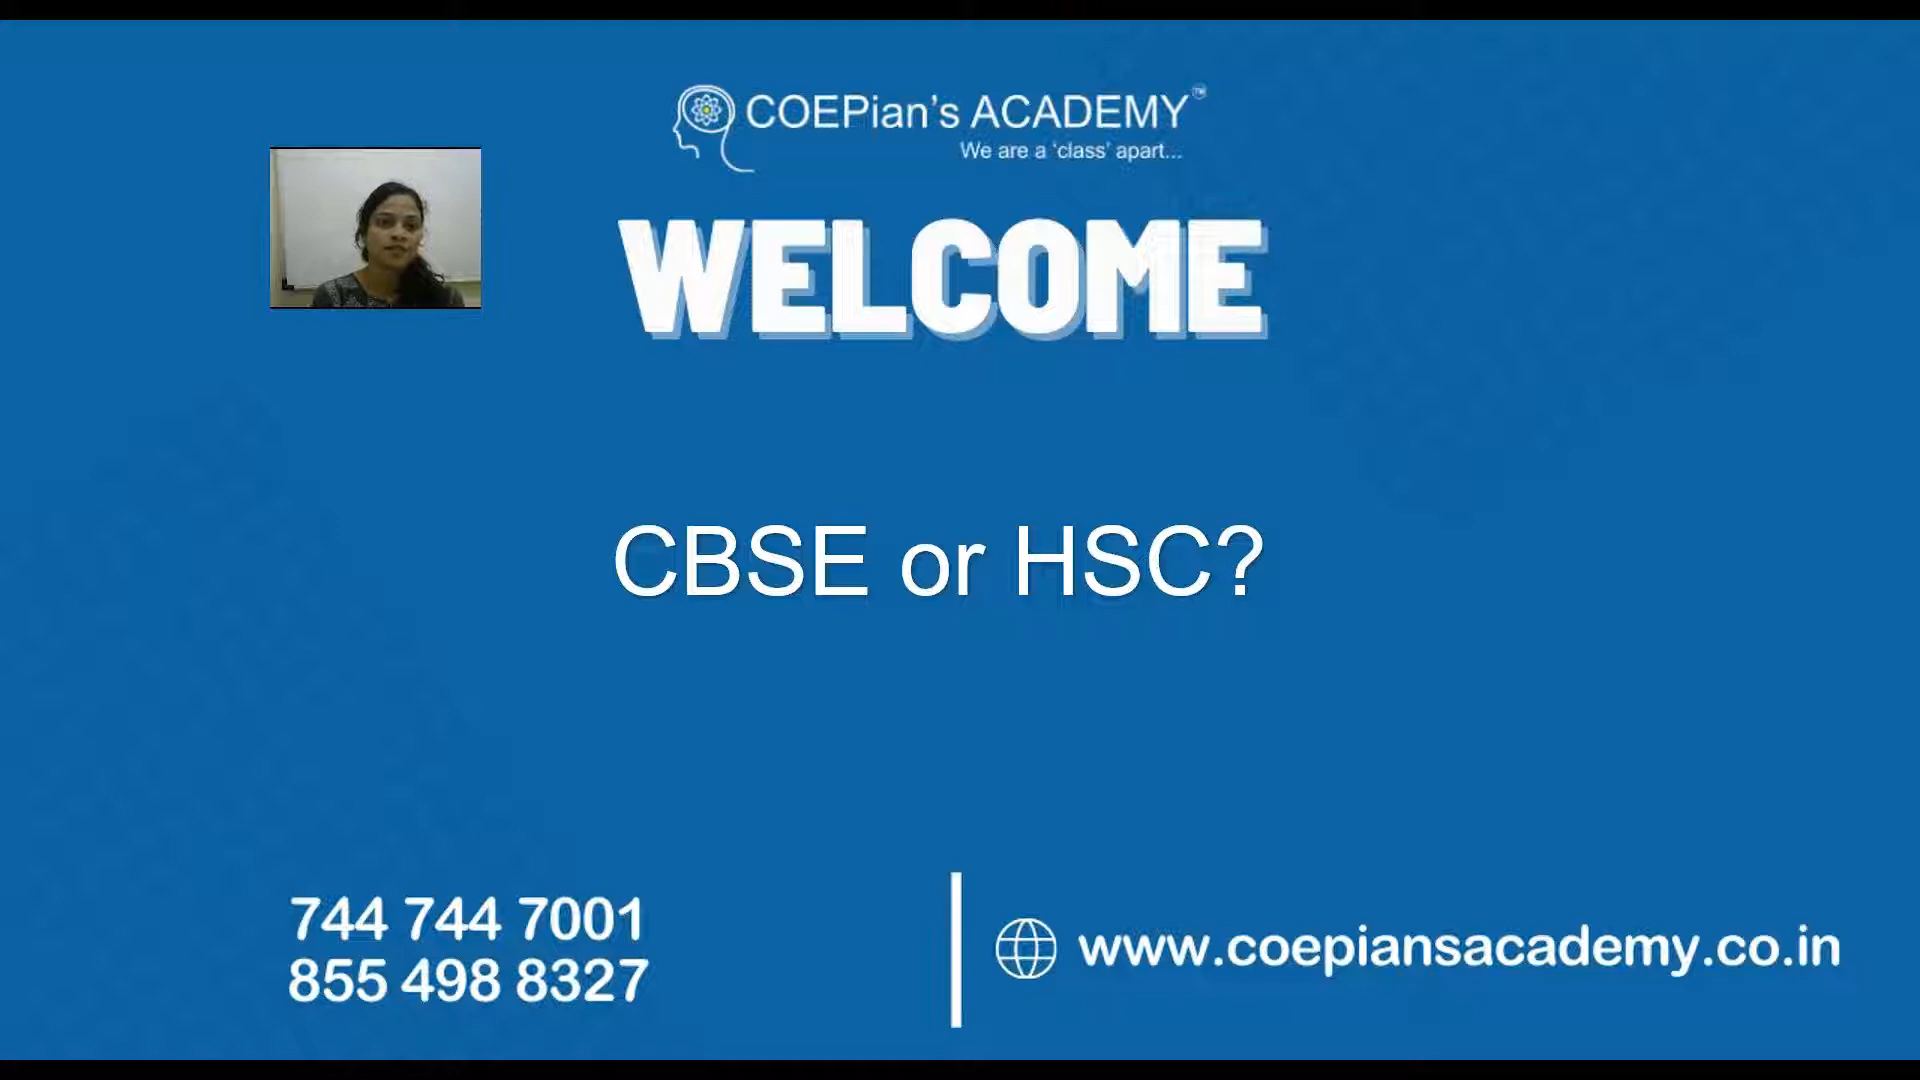 COEPian's ACADEMY™
We are a 'class' apart...
WELCOME
CBSE or HSC?
744 744 7001
855 498 8327
www.coepiansacademy.co.in